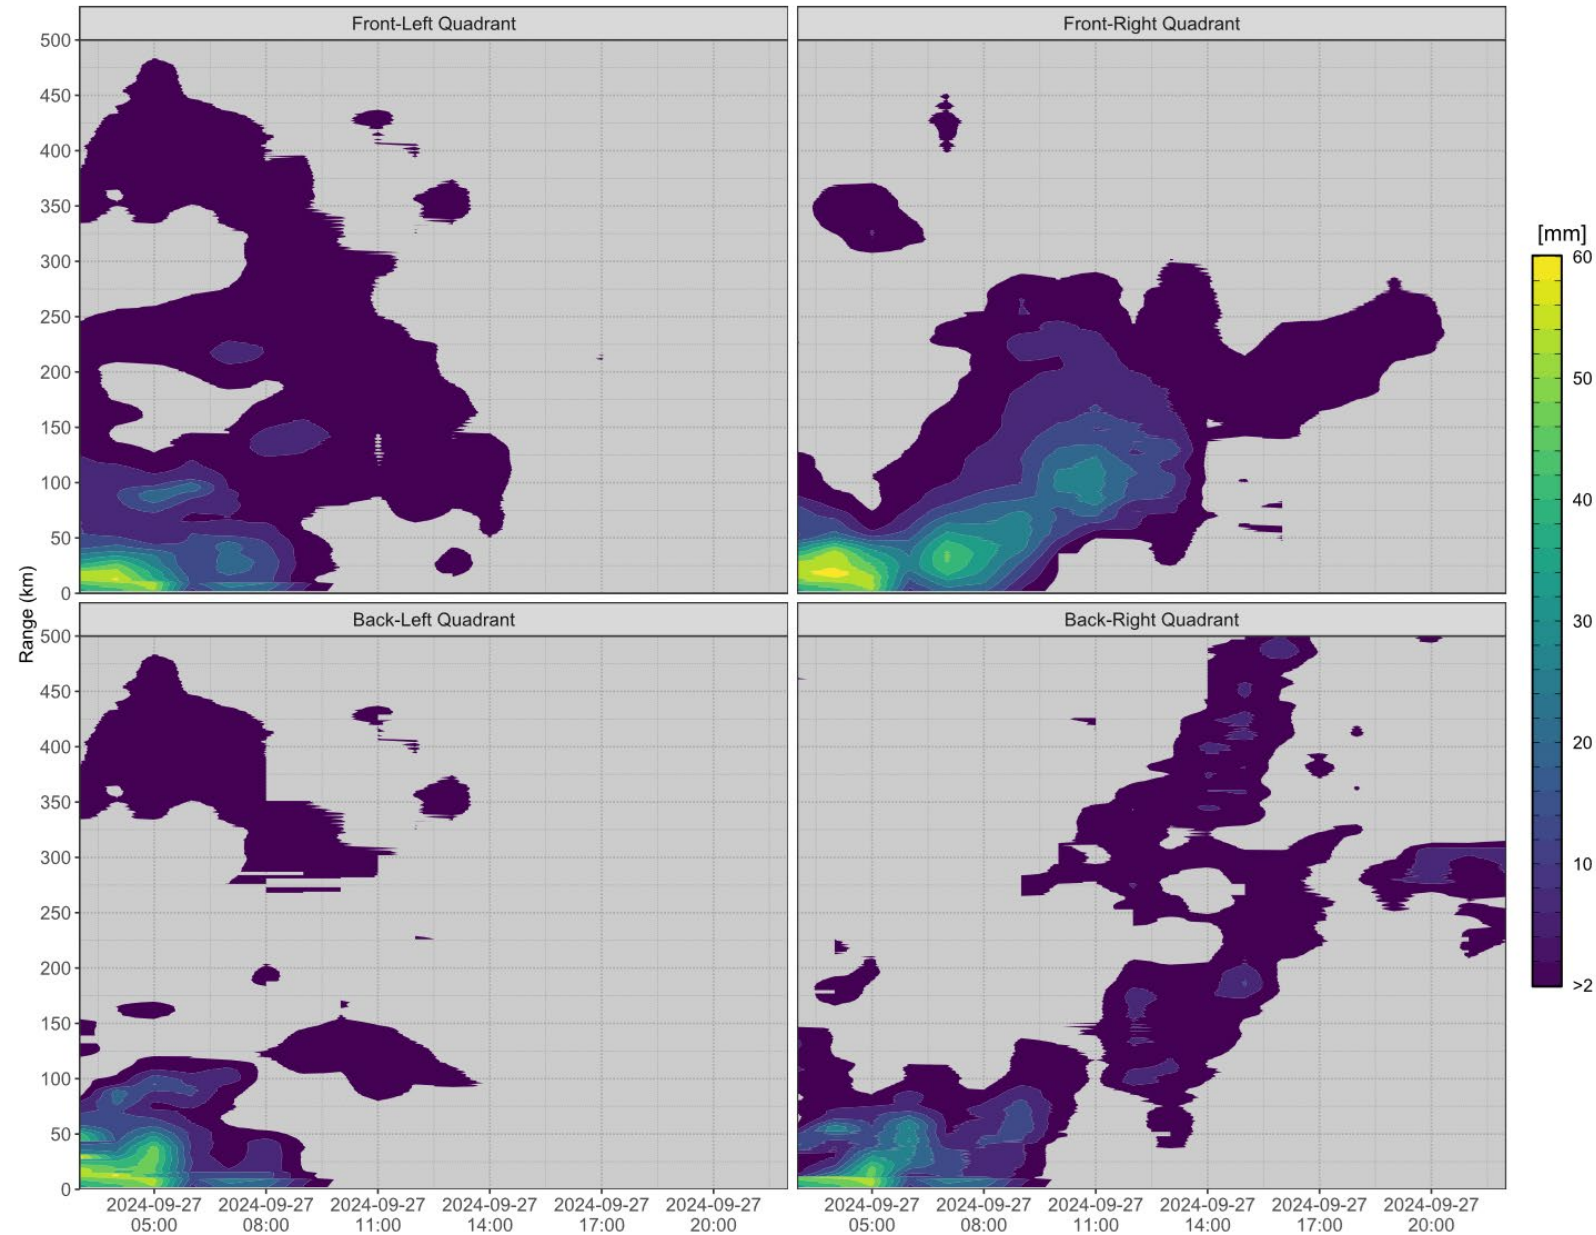 Front-Left Quadrant
Front-Right Quadrant
500
450
400
350
300
250
200
150
100
50
0
Range (km)
[mm]
60
50
40
30
20
10
>2
Back-Left Quadrant
Back-Right Quadrant
500
450
400
350
300
250
200
150
100
50
0
2024-09-27 2024-09-27 2024-09-27 2024-09-27 2024-09-27 2024-09-27
05:00 08:00 11:00 14:00 17:00 20:00
2024-09-27 2024-09-27 2024-09-27 2024-09-27 2024-09-27 2024-09-27
05:00 08:00 11:00 14:00 17:00 20:00